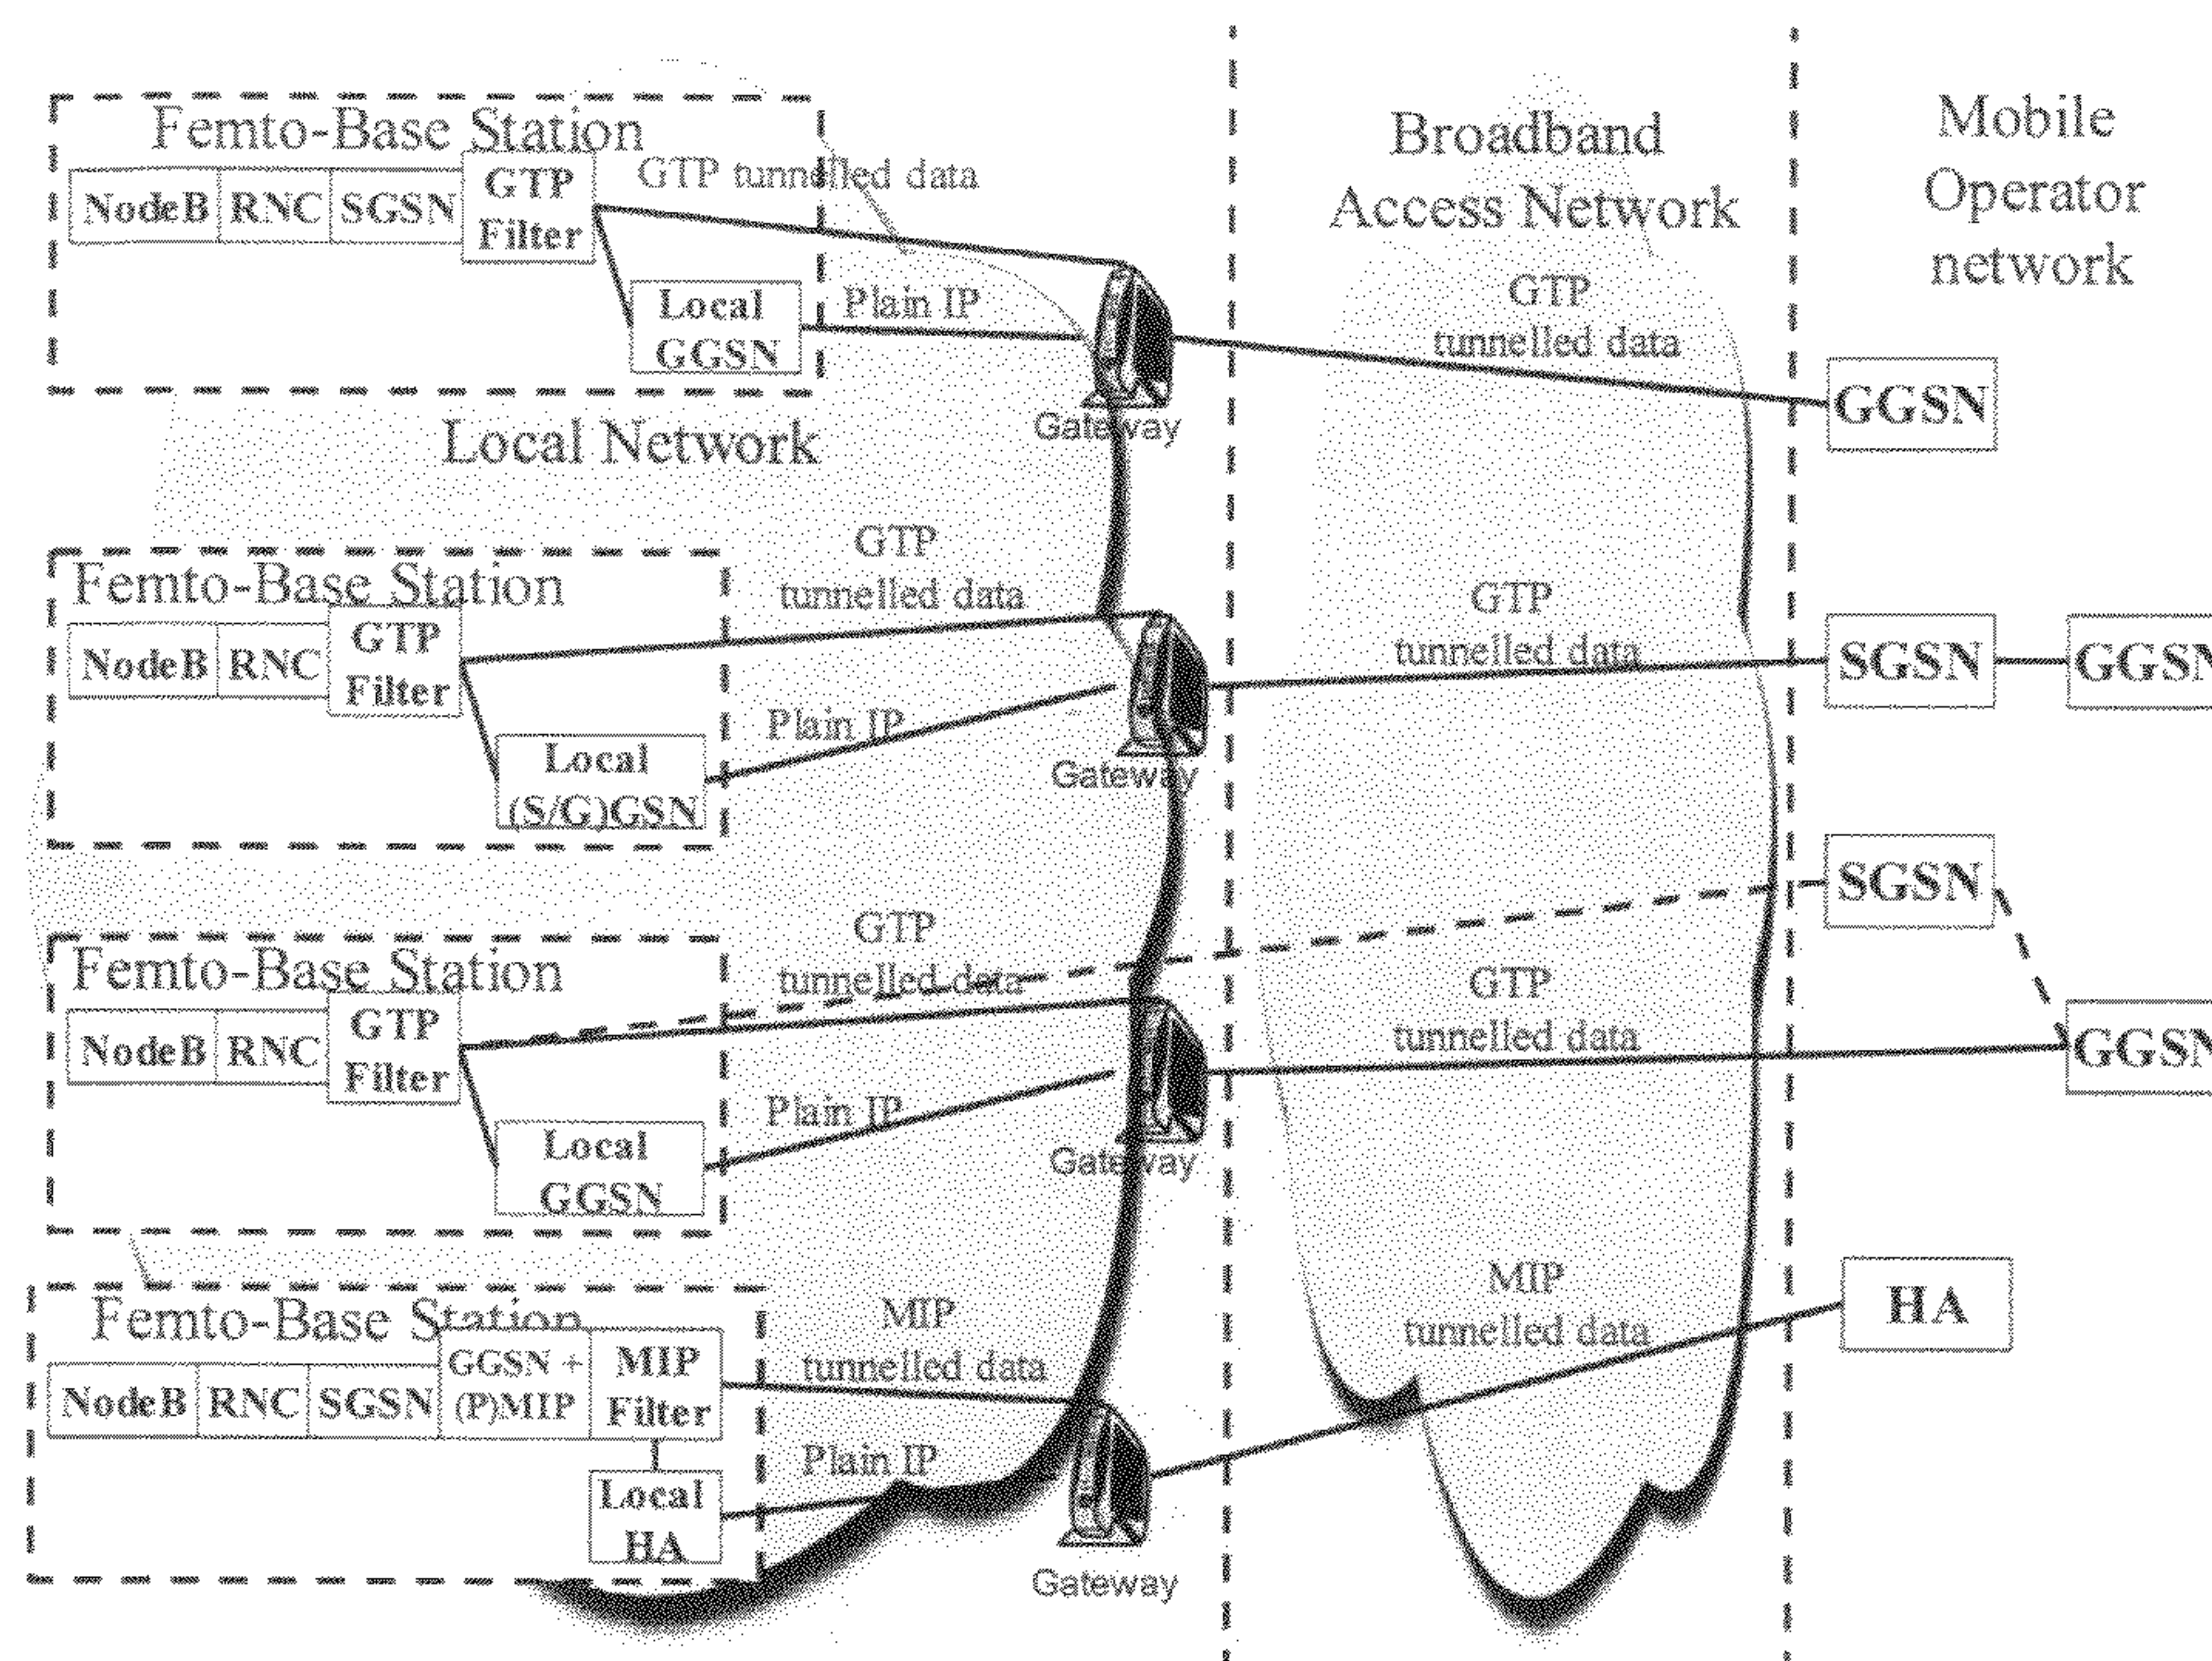 Femto-Base Station
NodeB RNC SGSN GTP
Filter
GTP tunnelled data
Local
GGSN
Plain IP
Gateway
Local Network
Broadband
Access Network
GTP
tunnelled data
Mobile
Operator
network
GGSN
Femto-Base Station
NodeB RNC GTP
Filter
Local
(S/G)GSN
GTP
tunnelled data
Plain IP
Gateway
GTP
tunnelled data
SGSN
GGSN
Femto-Base Station
NodeB RNC GTP
Filter
Local
GGSN
GTP
tunnelled data
Plain IP
Gateway
GTP
tunnelled data
SGSN
GGSN
Femto-Base Station
NodeB RNC SGSN
GGSN +
(P)MIP
MIP
Filter
Local
HA
MIP
tunnelled data
Plain IP
Gateway
MIP
tunnelled data
HA